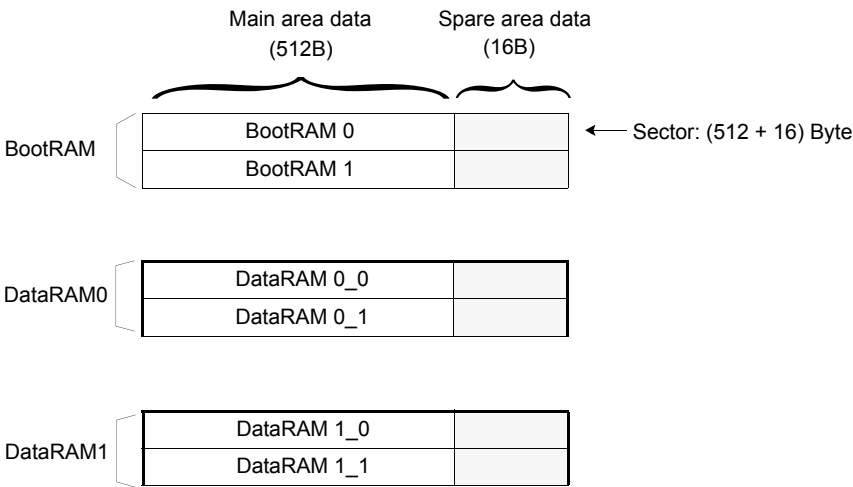 Main area data
(512B)
Spare area data
(16B)
BootRAM
BootRAM 0
BootRAM 1
Sector: (512 + 16) Byte
DataRAM0
DataRAM 0_0
DataRAM 0_1
DataRAM1
DataRAM 1_0
DataRAM 1_1